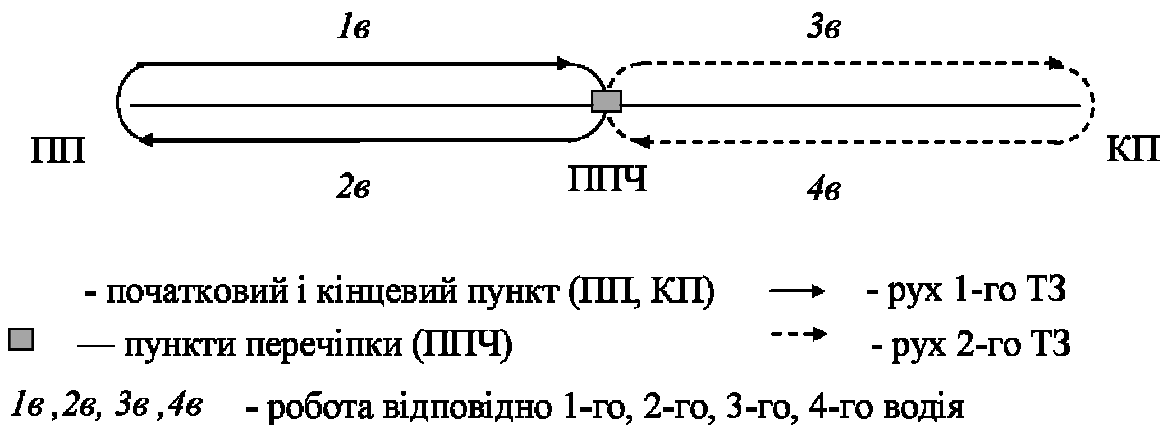 1в 3в
ПП ППЧ КП
2в 4в
- початковий і кінцевий пункт (ПП, КП) - рух 1-го ТЗ
— пункти перечіпки (ППЧ) - рух 2-го ТЗ
1в ,2в, 3в ,4в - робота відповідно 1-го, 2-го, 3-го, 4-го водія